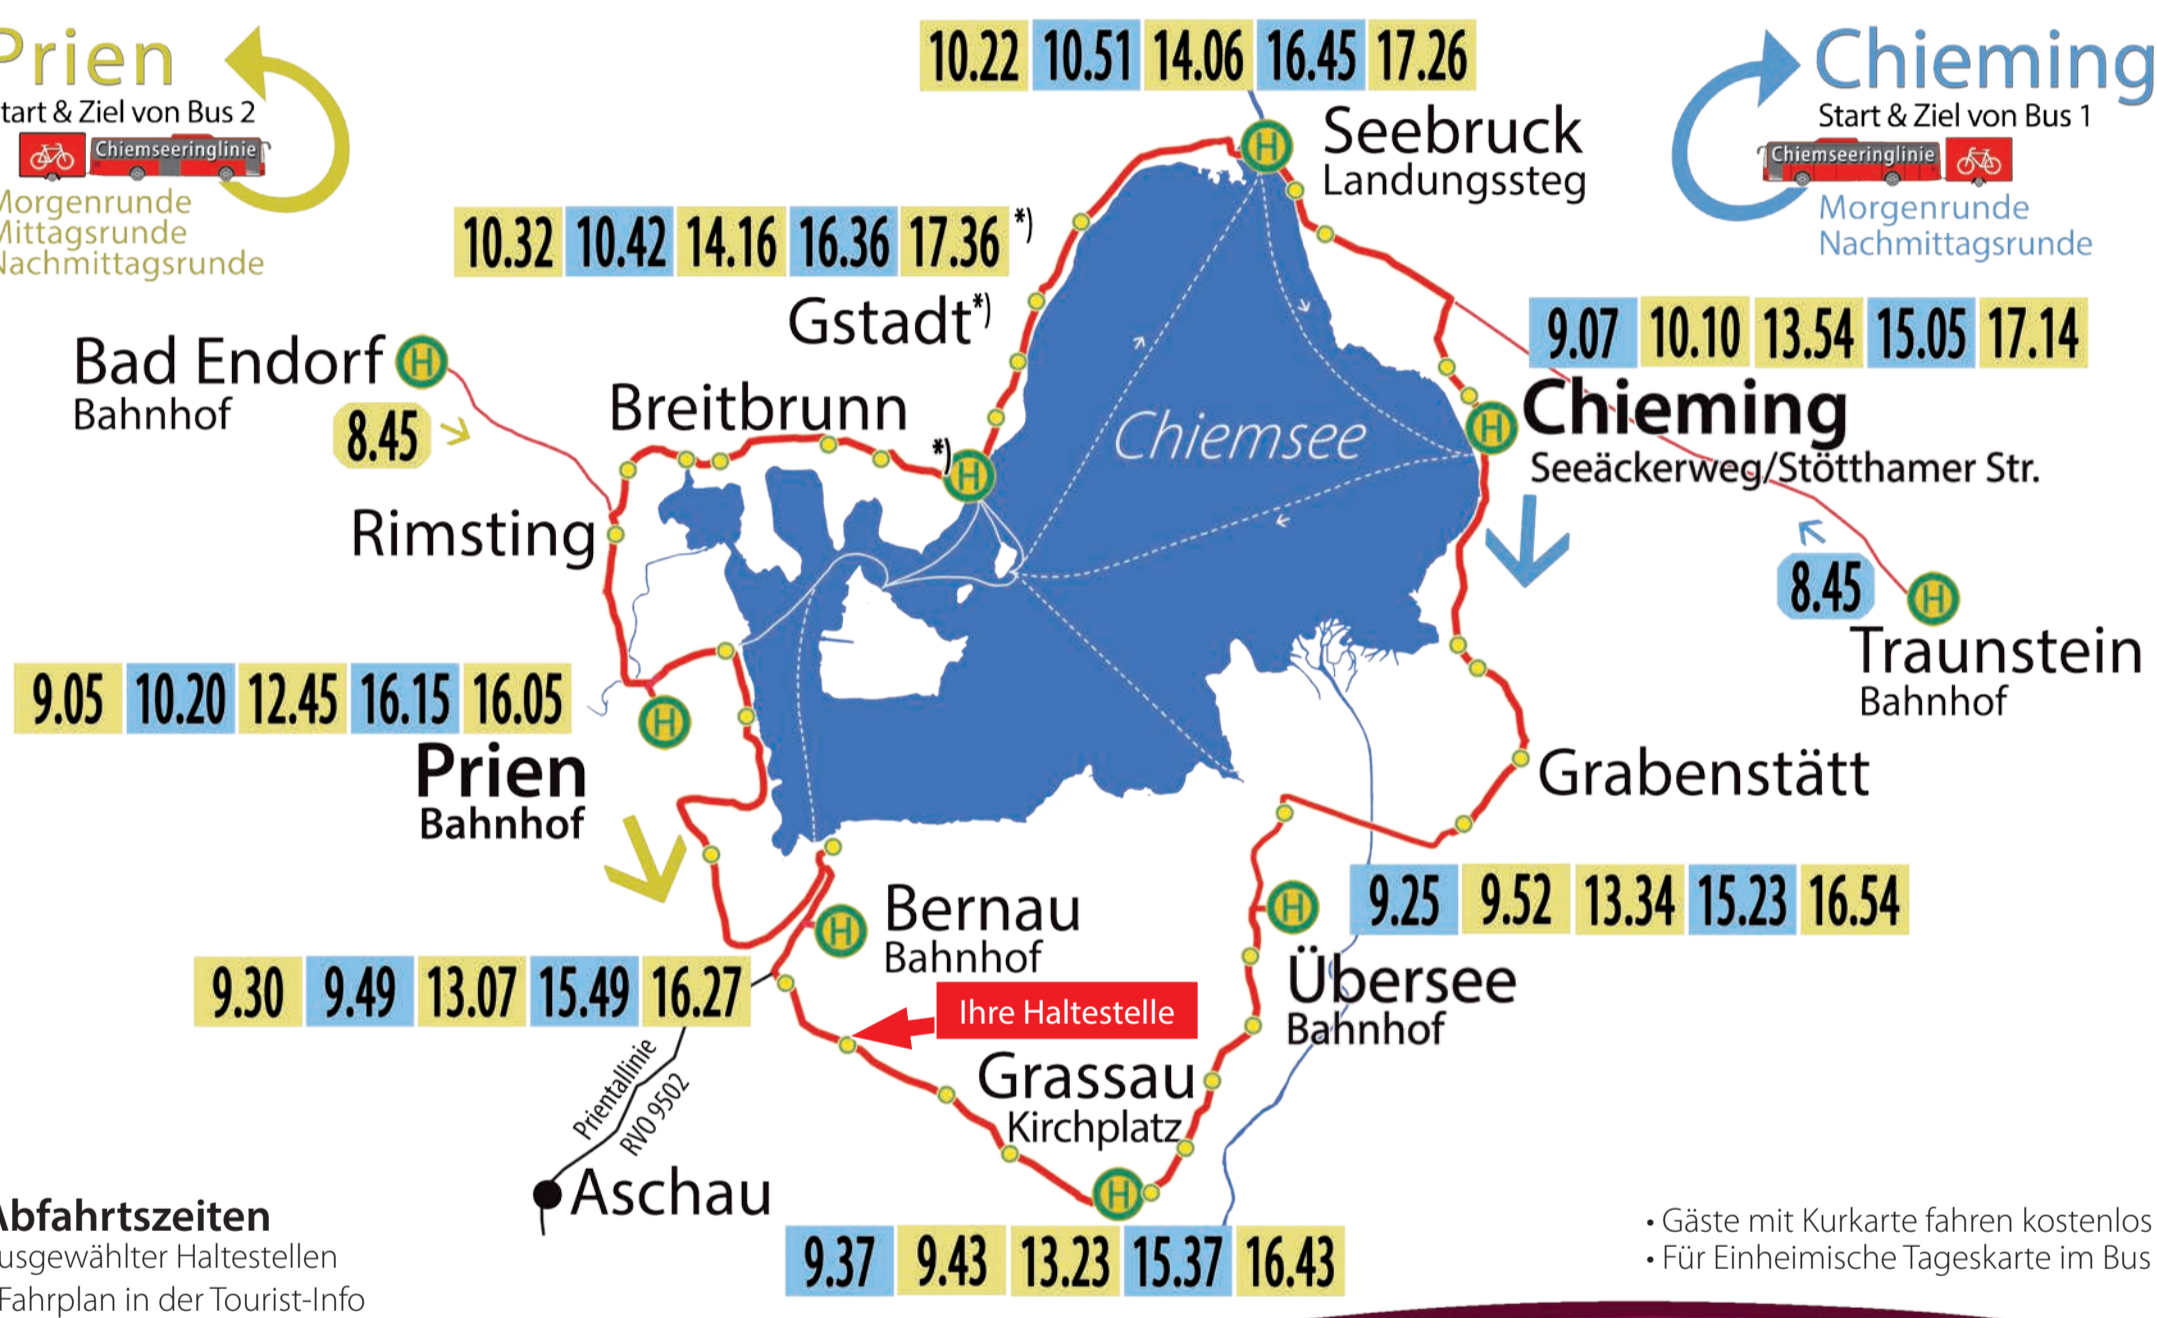 Prien
tart & Ziel von Bus 2
Chiemseeringlinie
Morgenrunde
Mittagsrunde
Nachmittagsrunde
10.22 10.51 14.06 16.45 17.26
Seebruck
Landungssteg
Chieming
Start & Ziel von Bus 1
Chiemseeringlinie
Morgenrunde
Nachmittagsrunde
10.32 10.42 14.16 16.36 17.36 *)
Gstadt*)
Bad Endorf H
Bahnhof
8.45
Breitbrunn
*)
H
H
Chiemsee
9.07 10.10 13.54 15.05 17.14
H Chieming
Seeäckerweg/Stötthamer Str.
Rimsting
8.45
H
Traunstein
Bahnhof
9.05 10.20 12.45 16.15 16.05
H
Prien
Bahnhof
Grabenstätt
H Bernau
Bahnhof
H
9.25 9.52 13.34 15.23 16.54
Übersee
Bahnhof
9.30 9.49 13.07 15.49 16.27
Ihre Haltestelle
Grassau
Kirchplatz
H
Prientallinie
RVO 9502
Aschau
9.37 9.43 13.23 15.37 16.43
Abfahrtszeiten
usgewählter Haltestellen
Fahrplan in der Tourist-Info
• Gäste mit Kurkarte fahren kostenlos
• Für Einheimische Tageskarte im Bus